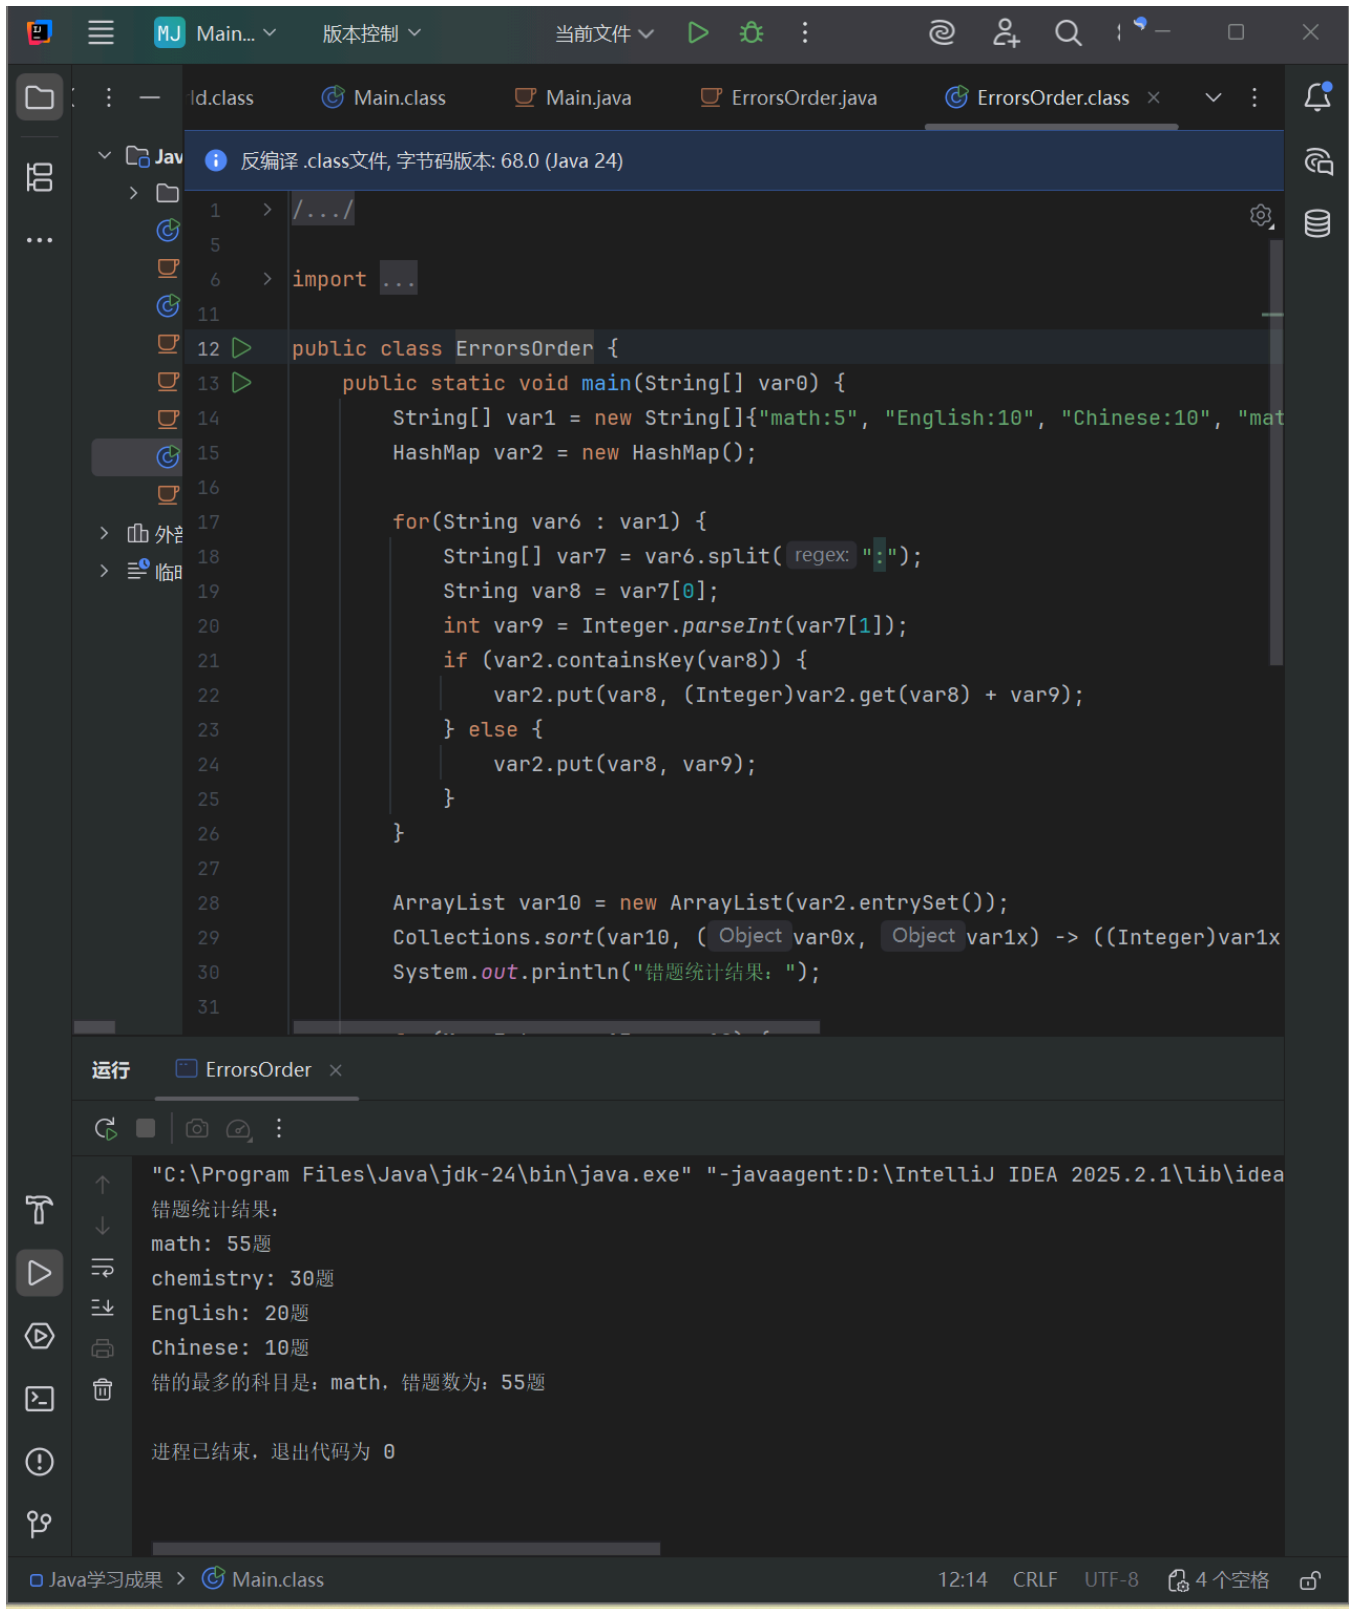 MJ Main... 版本控制 当前文件
ld.class Main.class Main.java ErrorsOrder.java ErrorsOrder.class
Jav
反编译 .class文件, 字节码版本: 68.0 (Java 24)
1 /.../
5
6 import ...
11
12 public class ErrorsOrder {
13 public static void main(String[] var0) {
14 String[] var1 = new String[]{"math:5", "English:10", "Chinese:10", "mat
15 HashMap var2 = new HashMap();
16
17 for(String var6 : var1) {
18 String[] var7 = var6.split( regex: ":");
19 String var8 = var7[0];
20 int var9 = Integer.parseInt(var7[1]);
21 if (var2.containsKey(var8)) {
22 var2.put(var8, (Integer)var2.get(var8) + var9);
23 } else {
24 var2.put(var8, var9);
25 }
26 }
27
28 ArrayList var10 = new ArrayList(var2.entrySet());
29 Collections.sort(var10, ( Object var0x, Object var1x) -> ((Integer)var1x
30 System.out.println("错题统计结果: ");
31
外部
临时
运行 ErrorsOrder
"C:\Program Files\Java\jdk-24\bin\java.exe" "-javaagent:D:\IntelliJ IDEA 2025.2.1\lib\idea
错题统计结果:
math: 55题
chemistry: 30题
English: 20题
Chinese: 10题
错的最多的科目是: math, 错题数为: 55题
进程已结束，退出代码为 0
Java学习成果 Main.class 12:14 CRLF UTF-8 4 个空格